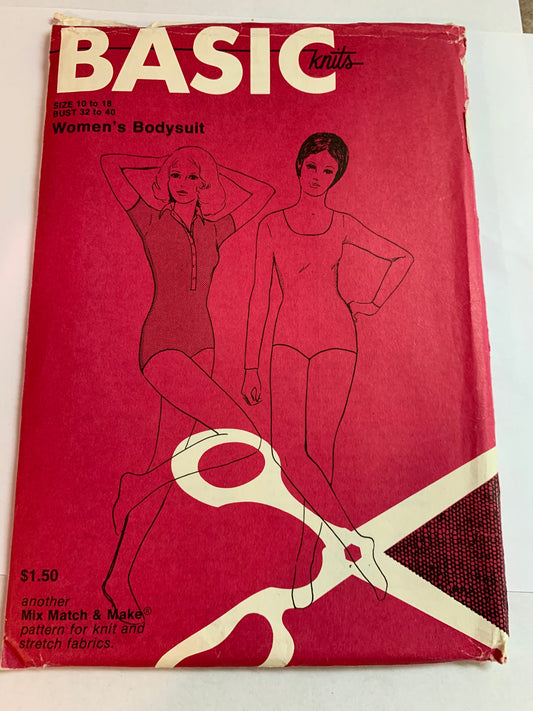 BASIC knits
SIZE 10 to 18
BUST 32 to 40
Women's Bodysuit
$1.50
another
Mix Match & Make®
pattern for knit and
stretch fabrics.